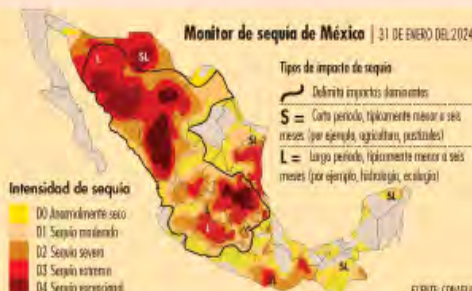 Monitor de sequía de México | 31 DE ENERO DEL 2024
Tipos de impacto de sequía
Delimita impactos dominantes
S = Corto periodo, típicamente menor a seis
meses (por ejemplo, agricultura, pastizales)
L = Largo periodo, típicamente menor a seis
meses (por ejemplo, hidrología, ecología)
L
SL
SL
SL
L
SL
SL
Intensidad de sequía
D0 Anormalmente seco
D1 Sequía moderada
D2 Sequía severa
D3 Sequía extrema
D4 Sequía excepcional